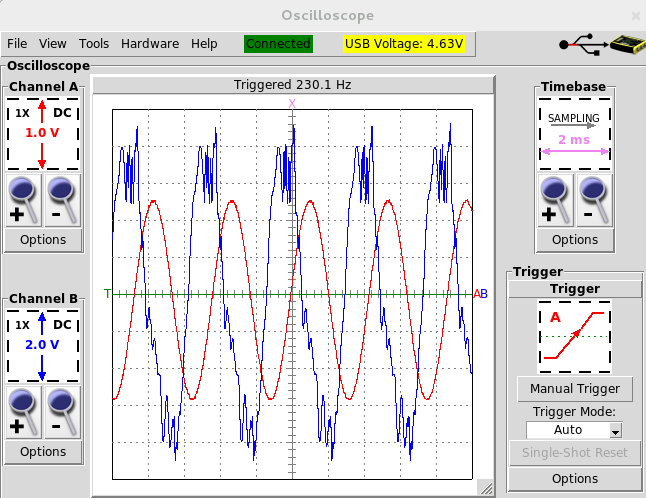 Oscilloscope
File View Tools Hardware Help Connected USB Voltage: 4.63V
Oscilloscope
Channel A
1X DC
1.0 V
+ -
Options
Channel B
1X DC
2.0 V
+ -
Options
Triggered 230.1 Hz
X
T
A B
Timebase
SAMPLING
2 ms
+ -
Options
Trigger
Trigger
A
Manual Trigger
Trigger Mode:
Auto
Single-Shot Reset
Options